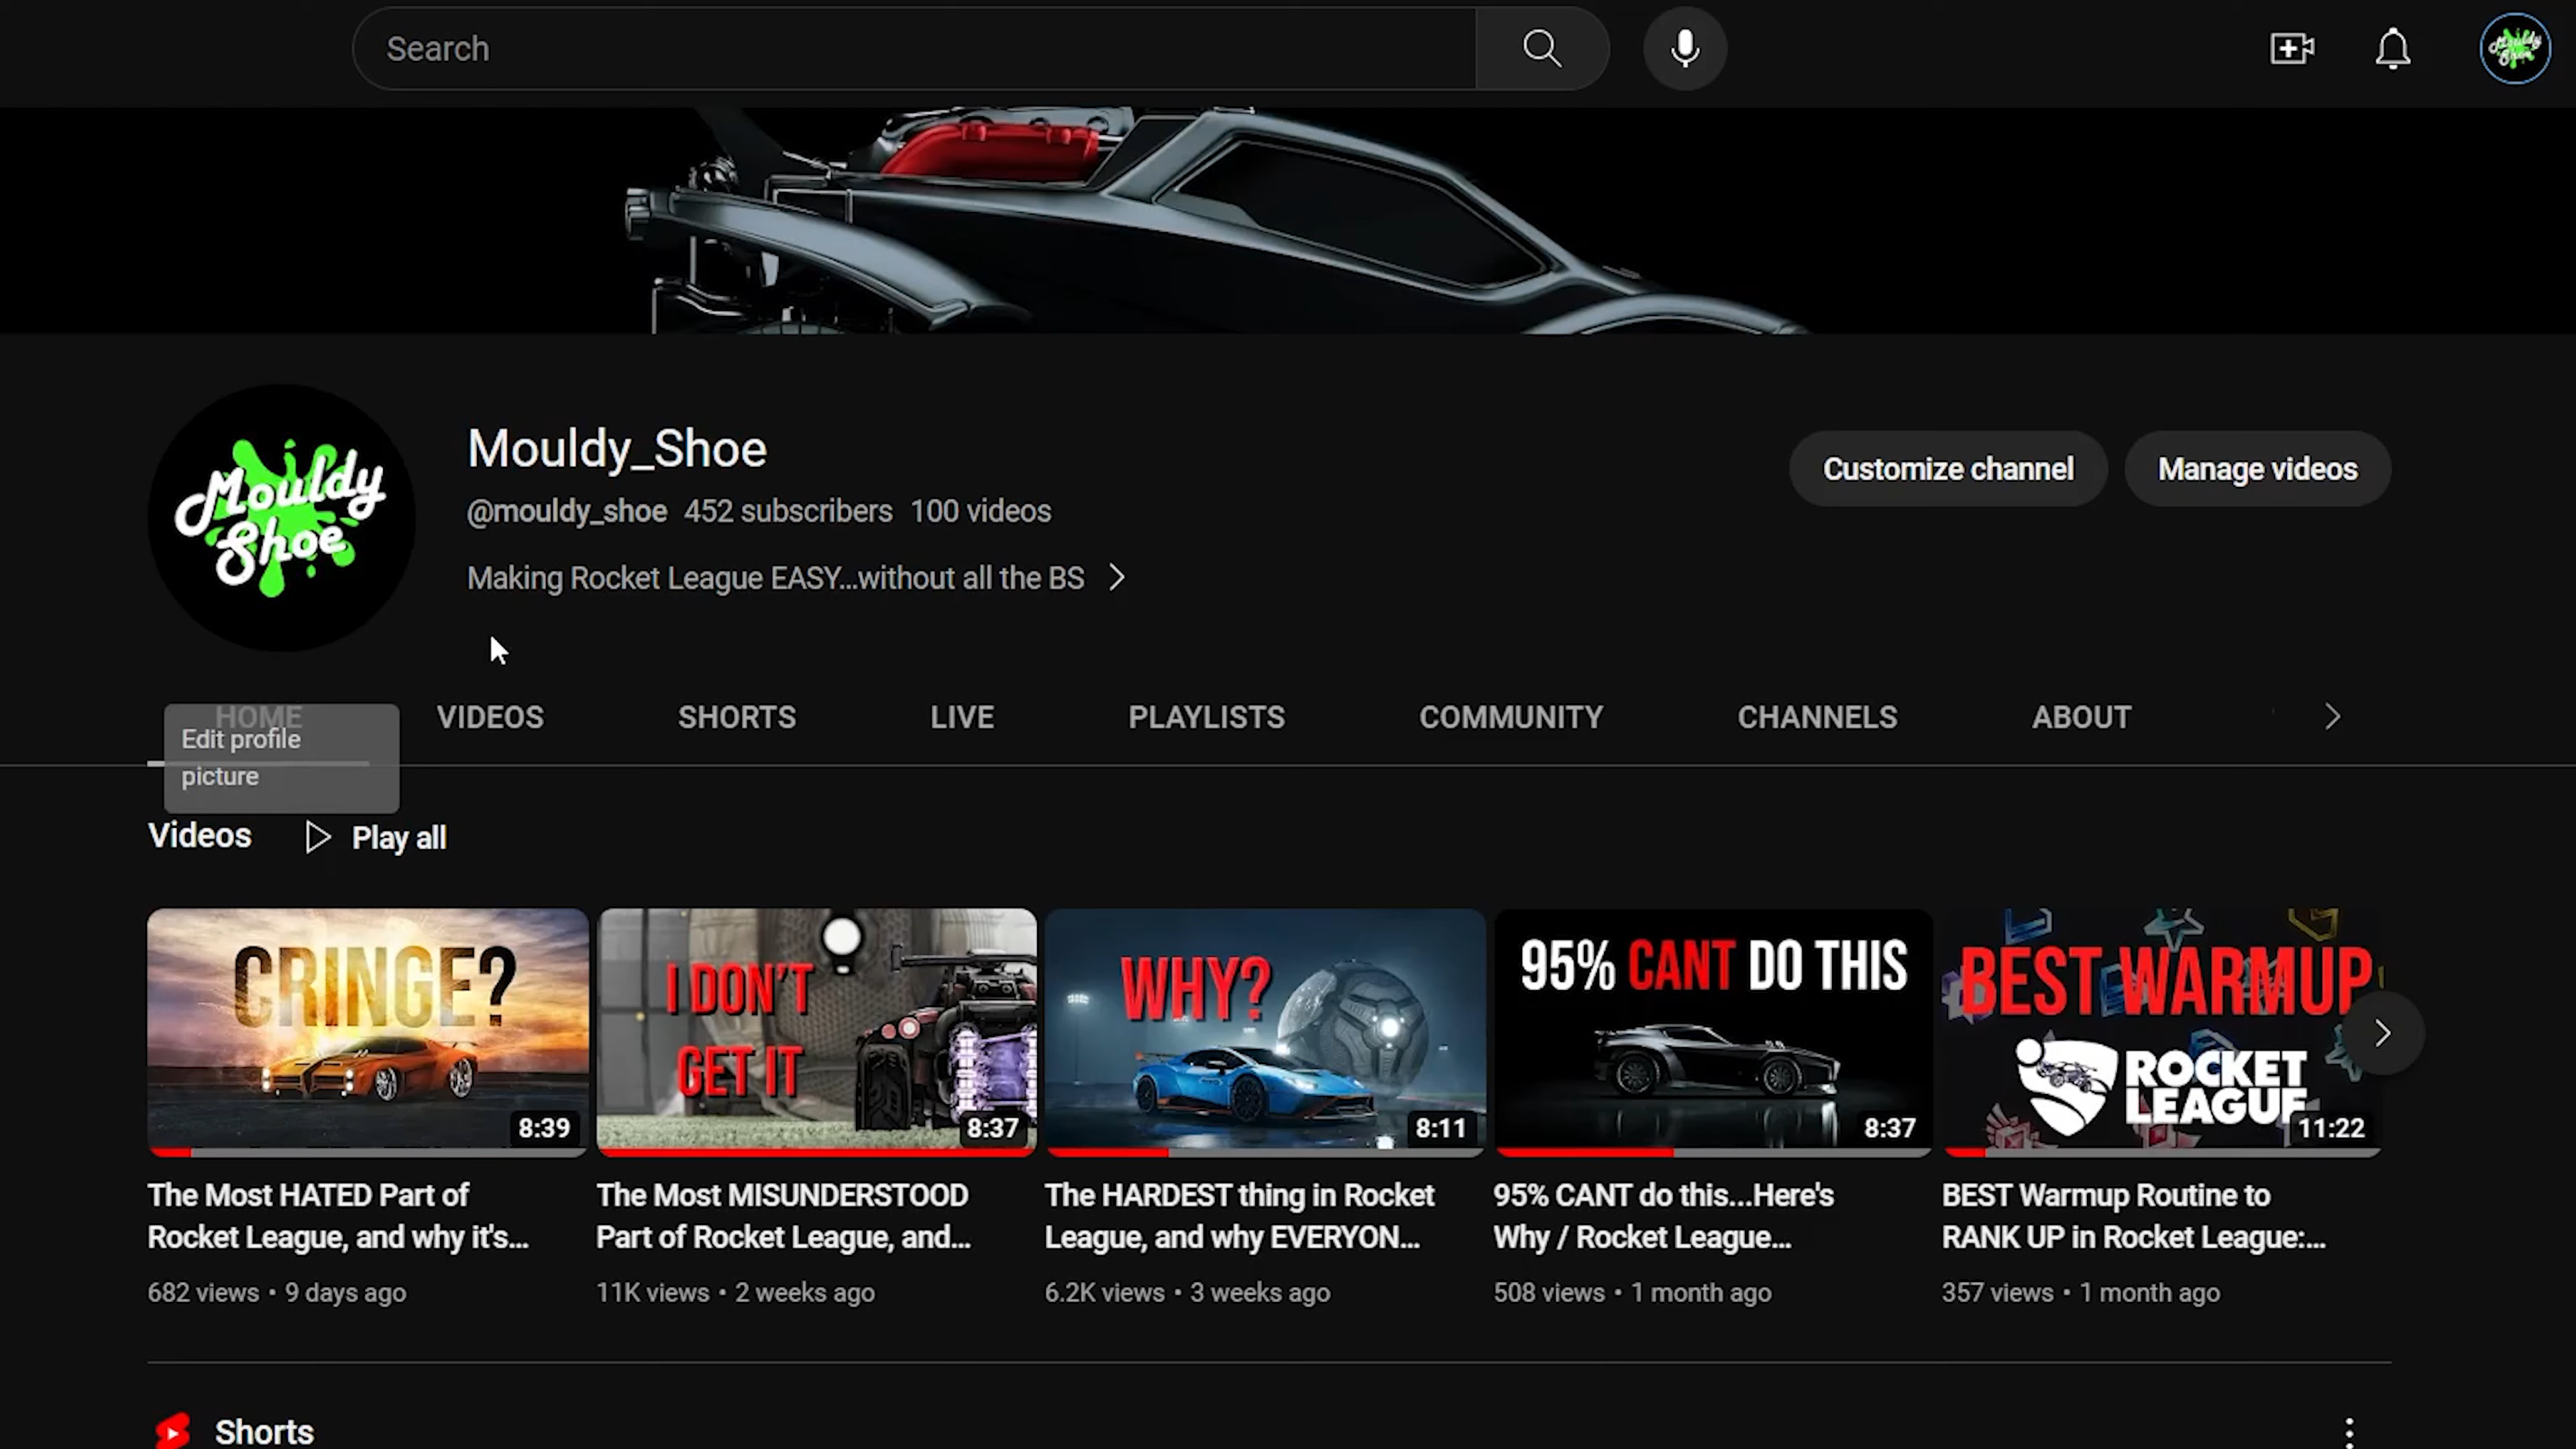 Search
Mouldy
Shoe
Mouldy
Shoe
Mouldy_Shoe
@mouldy_shoe 452 subscribers 100 videos
Making Rocket League EASY...without all the BS
Customize channel
Manage videos
HOME
VIDEOS
SHORTS
LIVE
PLAYLISTS
COMMUNITY
CHANNELS
ABOUT
Edit profile
picture
Videos
Play all
CRINGE?
8:39
I DON'T
GET IT
8:37
WHY?
8:11
95% CANT DO THIS
8:37
BEST WARMUP
ROCKET
LEAGUE
11:22
The Most HATED Part of
Rocket League, and why it's...
682 views • 9 days ago
The Most MISUNDERSTOOD
Part of Rocket League, and...
11K views • 2 weeks ago
The HARDEST thing in Rocket
League, and why EVERYON...
6.2K views • 3 weeks ago
95% CANT do this...Here's
Why / Rocket League...
508 views • 1 month ago
BEST Warmup Routine to
RANK UP in Rocket League:...
357 views • 1 month ago
Shorts